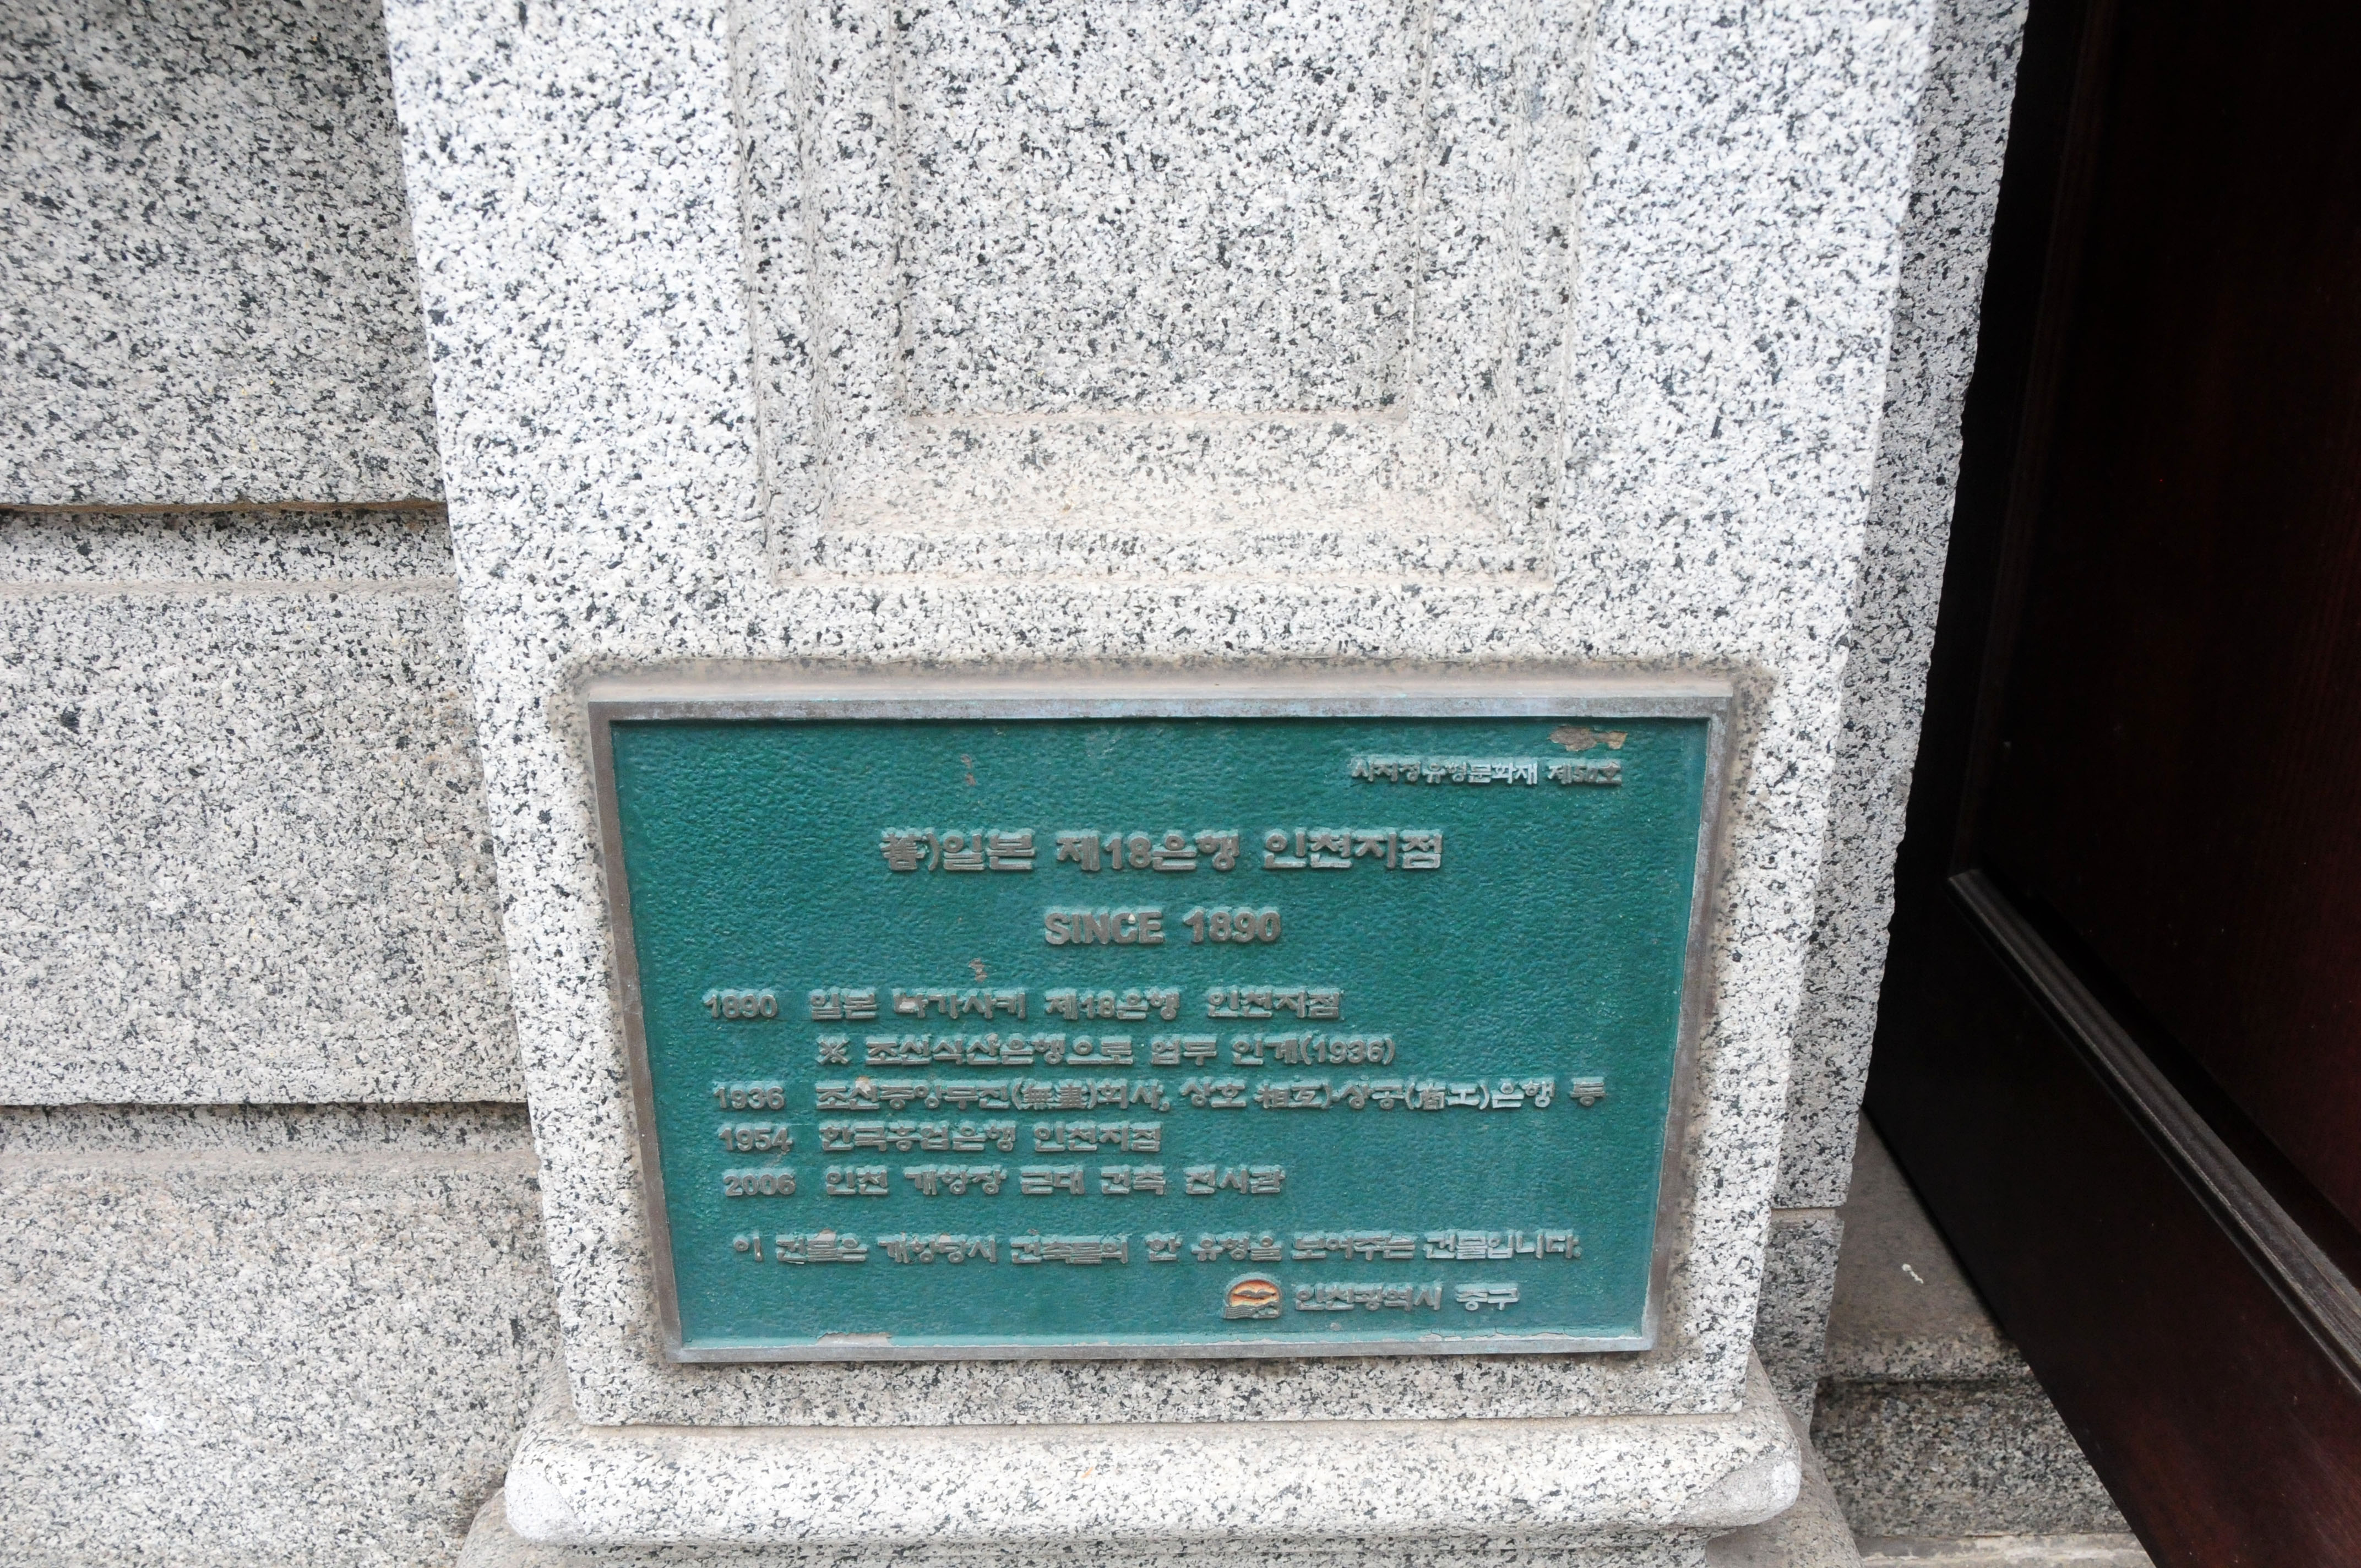 시지정유형문화재 제50호
舊)일본 제18은행 인천지점
SINCE 1890
1890 일본 나가사키 제18은행 인천지점
※ 조선식산은행으로 업무 인계(1936)
1936 조선중앙무진(無盡)회사, 상호(相互)·상공(商工)은행 등
1954 한국흥업은행 인천지점
2006 인천 개항장 근대 건축 전시관
이 건물은 개항당시 건축물의 한 유형을 보여주는 건물입니다.
인천광역시 중구